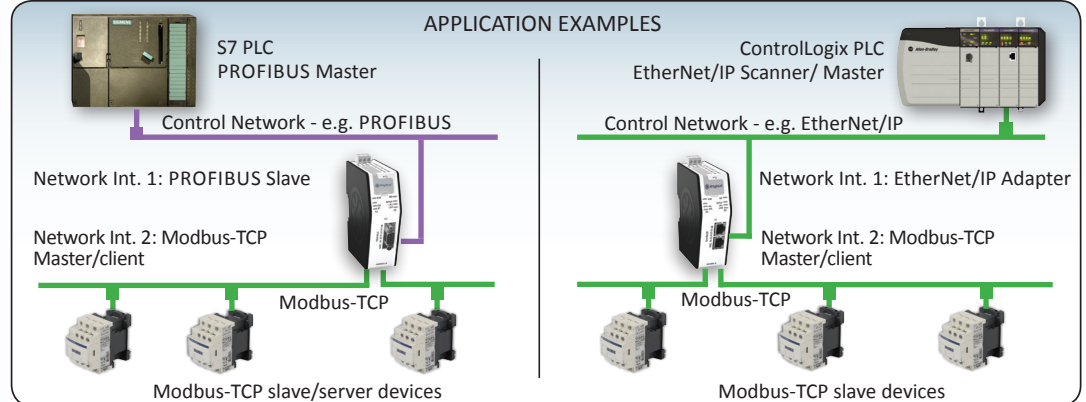 APPLICATION EXAMPLES
SIEMENS
S7 PLC
PROFIBUS Master
Control Network - e.g. PROFIBUS
Network Int. 1: PROFIBUS Slave
Network Int. 2: Modbus-TCP
Master/client
Modbus-TCP
Modbus-TCP slave/server devices
ControlLogix PLC
EtherNet/IP Scanner/ Master
Allen-Bradley
Control Network - e.g. EtherNet/IP
Network Int. 1: EtherNet/IP Adapter
Network Int. 2: Modbus-TCP
Master/client
Modbus-TCP
Modbus-TCP slave devices